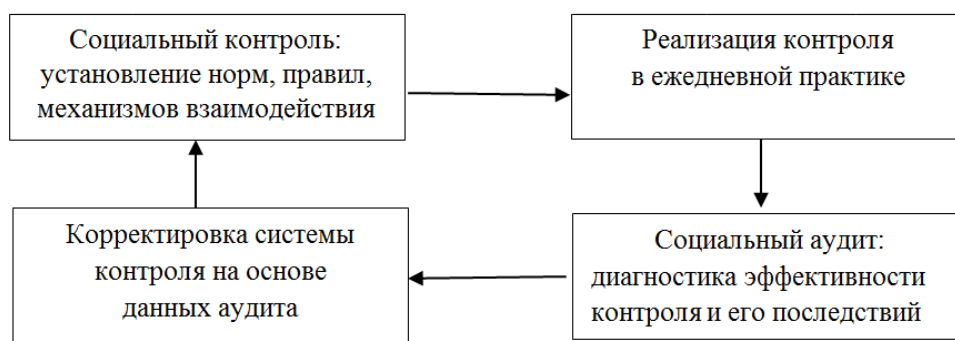 Социальный контроль:
установление норм, правил,
механизмов взаимодействия
Реализация контроля
в ежедневной практике
Социальный аудит:
диагностика эффективности
контроля и его последствий
Корректировка системы
контроля на основе
данных аудита